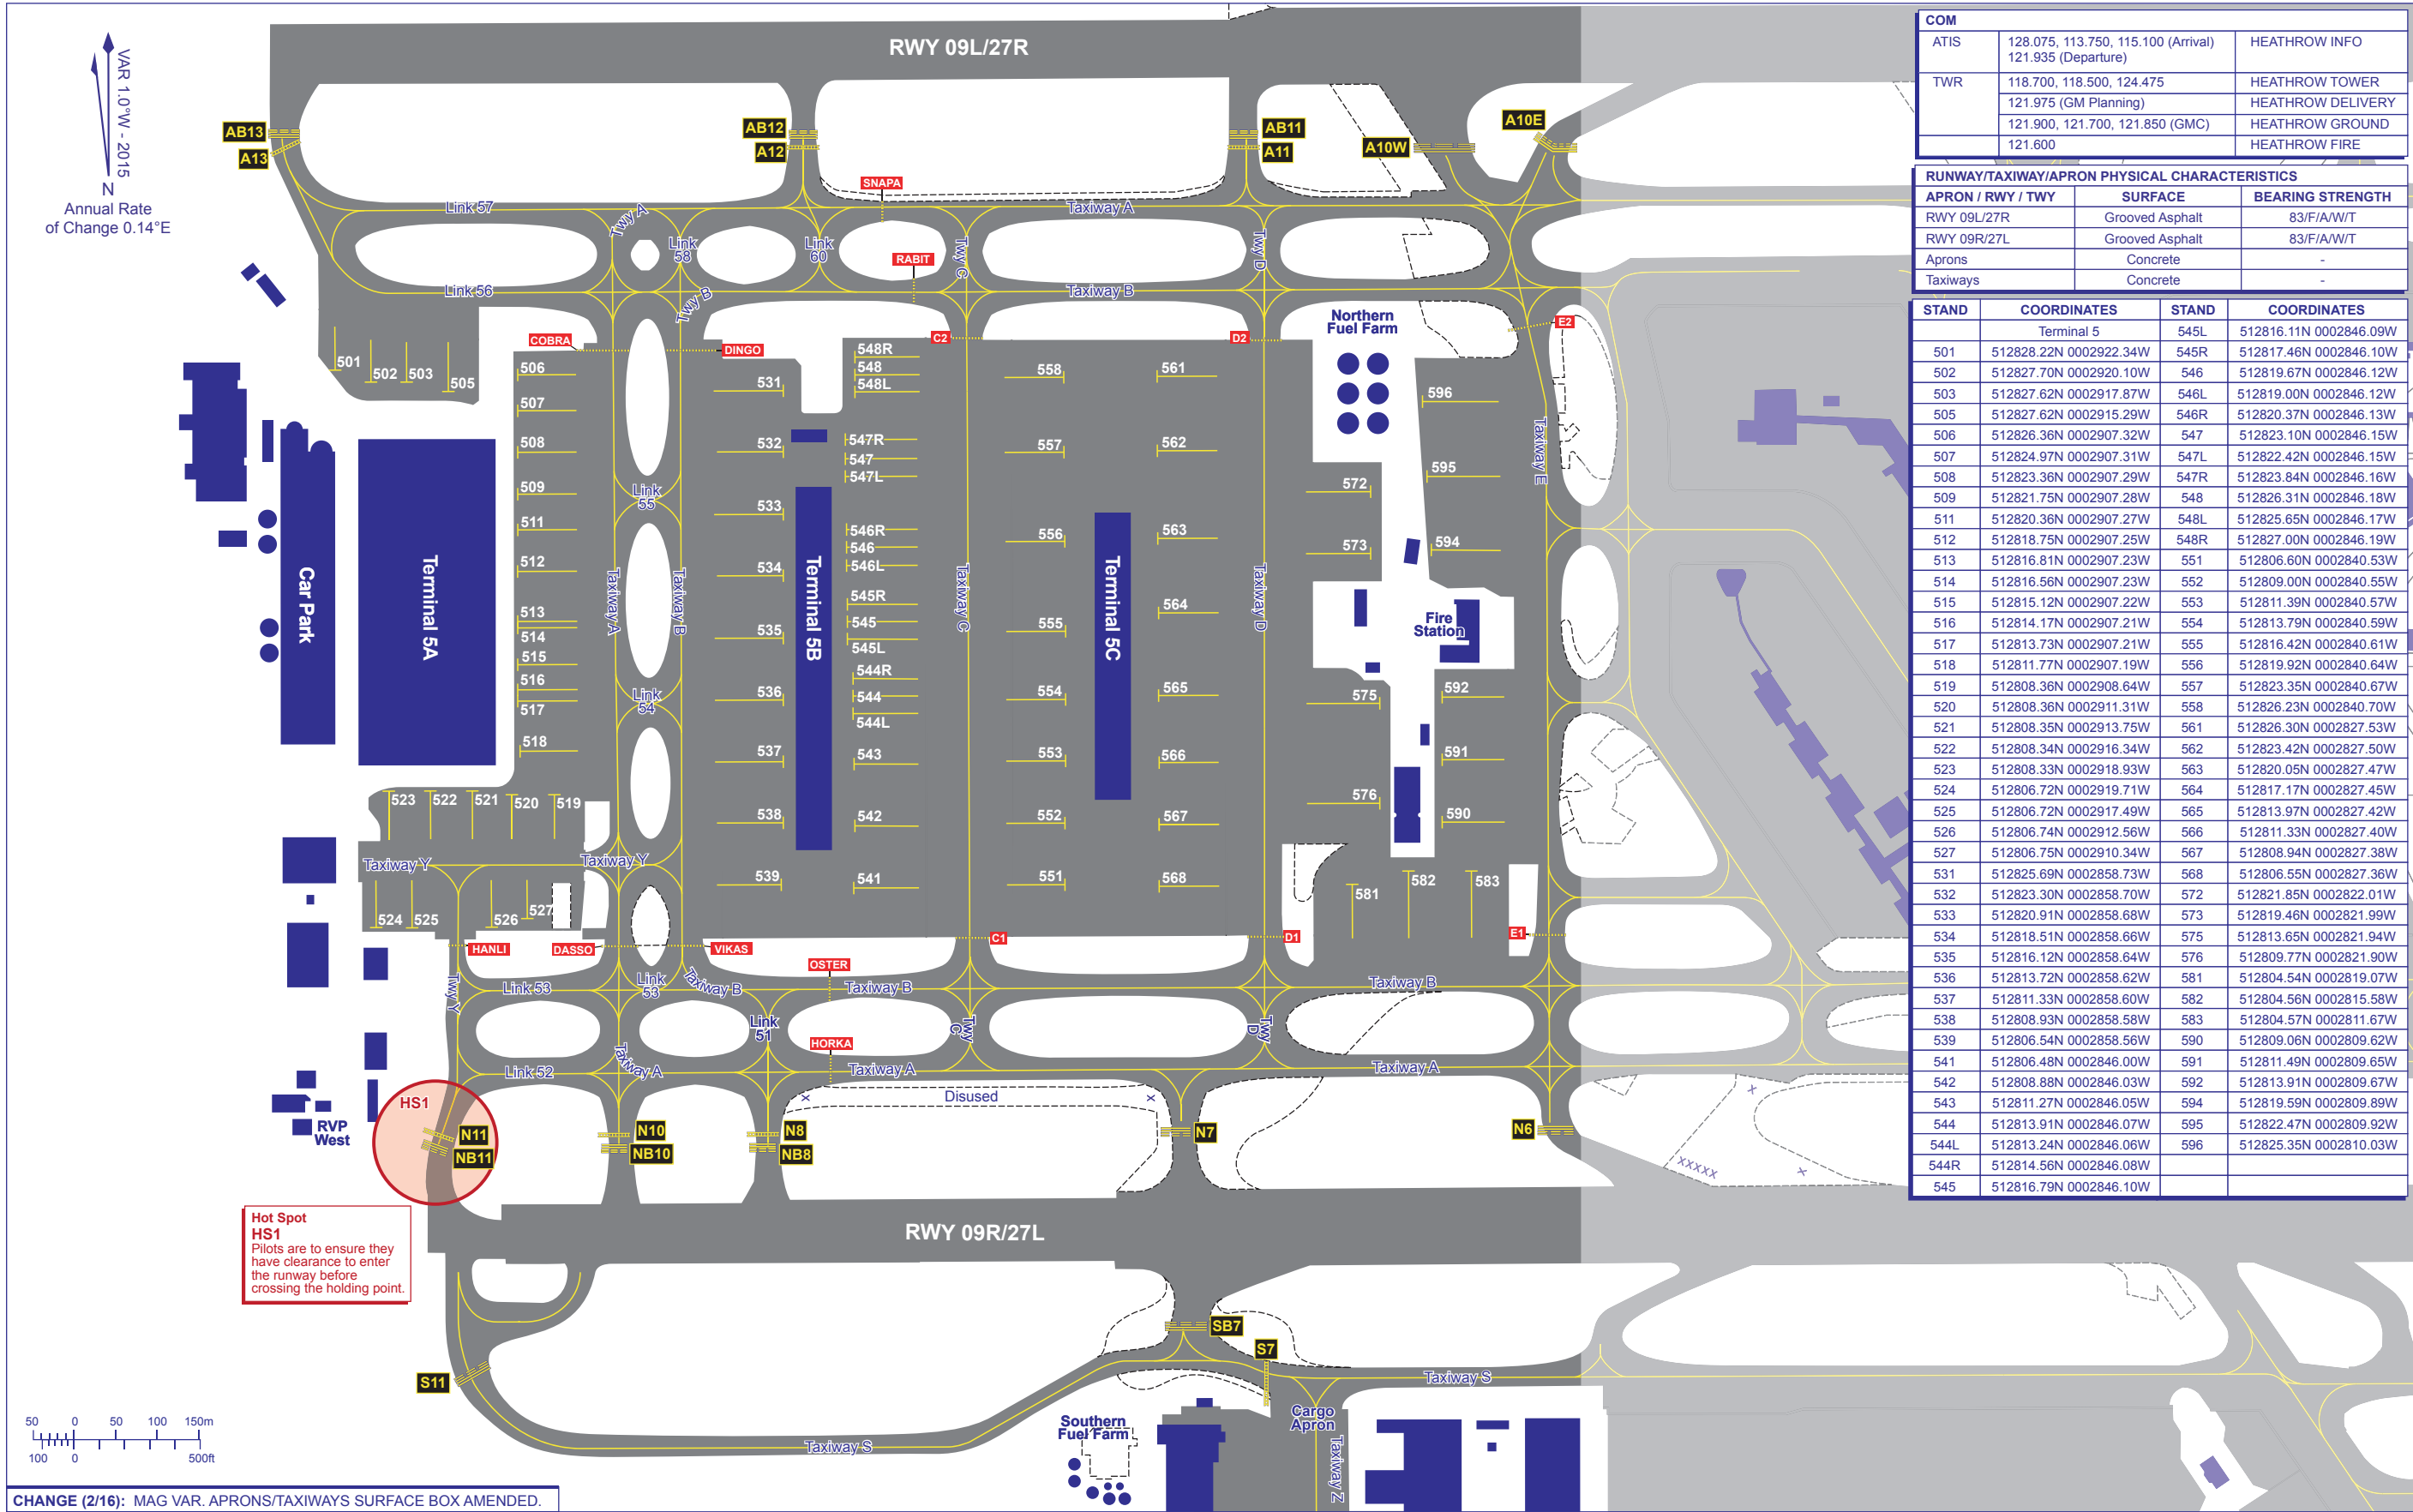 RWY 09L/27R
VAR 1.0°W - 2015
N
Annual Rate
of Change 0.14°E
AB13
A13
AB12
A12
AB11
A11
A10W
A10E
SNAPA
Link 57
Twy A
Taxiway A
Link
58
Link
60
Twy C
Twy D
RABIT
Link 56
Twy B
Taxiway B
COBRA
DINGO
C2
D2
E2
Northern
Fuel Farm
501
502
503
505
506
507
508
509
511
512
513
514
515
516
517
518
531
532
533
534
535
536
537
538
539
548R
548
548L
547R
547
547L
546R
546
546L
545R
545
545L
544R
544
544L
543
542
541
558
557
556
555
554
553
552
551
561
562
563
564
565
566
567
568
572
573
575
576
596
595
594
592
591
590
581
582
583
Car Park
Terminal 5A
Terminal 5B
Terminal 5C
Taxiway A
Taxiway B
Taxiway C
Taxiway D
Taxiway E
Link
55
Link
54
Fire
Station
523
522
521
520
519
Taxiway Y
Taxiway Y
524
525
526
527
HANLI
DASSO
VIKAS
OSTER
C1
D1
E1
Twy Y
Link 53
Link
53
Taxiway B
Taxiway B
Taxiway B
Link
51
Twy
C
Twy
D
HORKA
Link 52
Taxiway A
Taxiway A
Taxiway A
x
Disused
x
x
x
xxxxx
HS1
RVP
West
N11
NB11
N10
NB10
N8
NB8
N7
N6
Hot Spot
HS1
Pilots are to ensure they
have clearance to enter
the runway before
crossing the holding point.
RWY 09R/27L
S11
SB7
S7
Taxiway S
Taxiway S
Southern
Fuel Farm
Cargo
Apron
Taxiway Z
50 0 50 100 150m
100 0 500ft
CHANGE (2/16): MAG VAR. APRONS/TAXIWAYS SURFACE BOX AMENDED.
COM
ATIS 128.075, 113.750, 115.100 (Arrival) HEATHROW INFO
121.935 (Departure)
TWR 118.700, 118.500, 124.475 HEATHROW TOWER
121.975 (GM Planning) HEATHROW DELIVERY
121.900, 121.700, 121.850 (GMC) HEATHROW GROUND
121.600 HEATHROW FIRE
RUNWAY/TAXIWAY/APRON PHYSICAL CHARACTERISTICS
APRON / RWY / TWY SURFACE BEARING STRENGTH
RWY 09L/27R Grooved Asphalt 83/F/A/W/T
RWY 09R/27L Grooved Asphalt 83/F/A/W/T
Aprons Concrete -
Taxiways Concrete -
STAND COORDINATES STAND COORDINATES
Terminal 5 545L 512816.11N 0002846.09W
501 512828.22N 0002922.34W 545R 512817.46N 0002846.10W
502 512827.70N 0002920.10W 546 512819.67N 0002846.12W
503 512827.62N 0002917.87W 546L 512819.00N 0002846.12W
505 512827.62N 0002915.29W 546R 512820.37N 0002846.13W
506 512826.36N 0002907.32W 547 512823.10N 0002846.15W
507 512824.97N 0002907.31W 547L 512822.42N 0002846.15W
508 512823.36N 0002907.29W 547R 512823.84N 0002846.16W
509 512821.75N 0002907.28W 548 512826.31N 0002846.18W
511 512820.36N 0002907.27W 548L 512825.65N 0002846.17W
512 512818.75N 0002907.25W 548R 512827.00N 0002846.19W
513 512816.81N 0002907.23W 551 512806.60N 0002840.53W
514 512816.56N 0002907.23W 552 512809.00N 0002840.55W
515 512815.12N 0002907.22W 553 512811.39N 0002840.57W
516 512814.17N 0002907.21W 554 512813.79N 0002840.59W
517 512813.73N 0002907.21W 555 512816.42N 0002840.61W
518 512811.77N 0002907.19W 556 512819.92N 0002840.64W
519 512808.36N 0002908.64W 557 512823.35N 0002840.67W
520 512808.36N 0002911.31W 558 512826.23N 0002840.70W
521 512808.35N 0002913.75W 561 512826.30N 0002827.53W
522 512808.34N 0002916.34W 562 512823.42N 0002827.50W
523 512808.33N 0002918.93W 563 512820.05N 0002827.47W
524 512806.72N 0002919.71W 564 512817.17N 0002827.45W
525 512806.72N 0002917.49W 565 512813.97N 0002827.42W
526 512806.74N 0002912.56W 566 512811.33N 0002827.40W
527 512806.75N 0002910.34W 567 512808.94N 0002827.38W
531 512825.69N 0002858.73W 568 512806.55N 0002827.36W
532 512823.30N 0002858.70W 572 512821.85N 0002822.01W
533 512820.91N 0002858.68W 573 512819.46N 0002821.99W
534 512818.51N 0002858.66W 575 512813.65N 0002821.94W
535 512816.12N 0002858.64W 576 512809.77N 0002821.90W
536 512813.72N 0002858.62W 581 512804.54N 0002819.07W
537 512811.33N 0002858.60W 582 512804.56N 0002815.58W
538 512808.93N 0002858.58W 583 512804.57N 0002811.67W
539 512806.54N 0002858.56W 590 512809.06N 0002809.62W
541 512806.48N 0002846.00W 591 512811.49N 0002809.65W
542 512808.88N 0002846.03W 592 512813.91N 0002809.67W
543 512811.27N 0002846.05W 594 512819.59N 0002809.89W
544 512813.91N 0002846.07W 595 512822.47N 0002809.92W
544L 512813.24N 0002846.06W 596 512825.35N 0002810.03W
544R 512814.56N 0002846.08W
545 512816.79N 0002846.10W